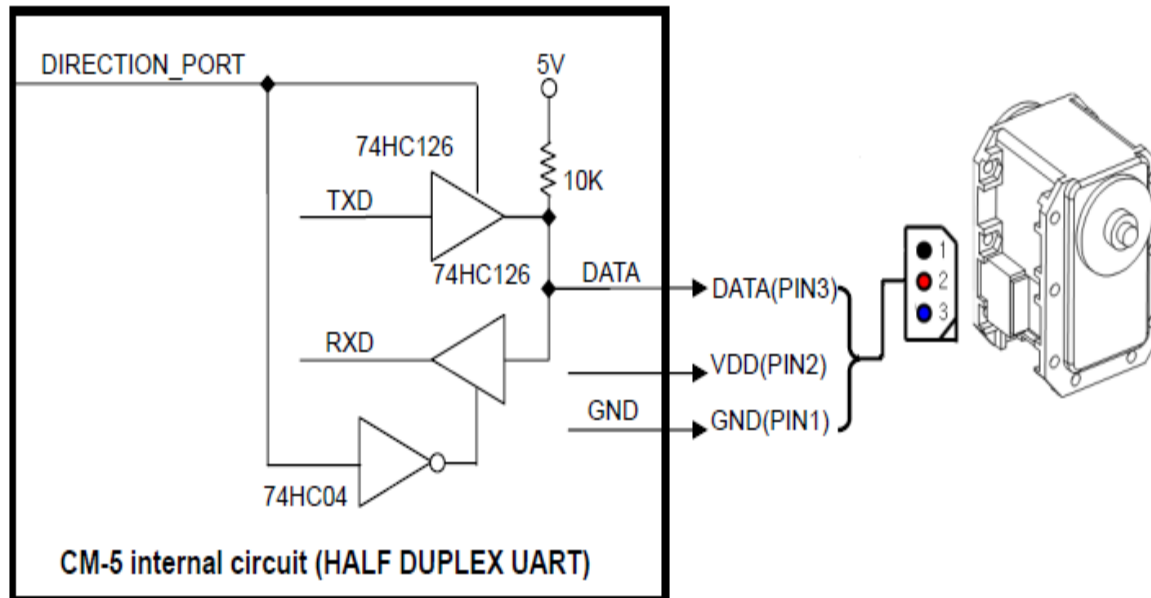 DIRECTION_PORT
5V
74HC126
10K
TXD
74HC126
DATA
DATA(PIN3)
RXD
VDD(PIN2)
GND
GND(PIN1)
74HC04
1
2
3
CM-5 internal circuit (HALF DUPLEX UART)